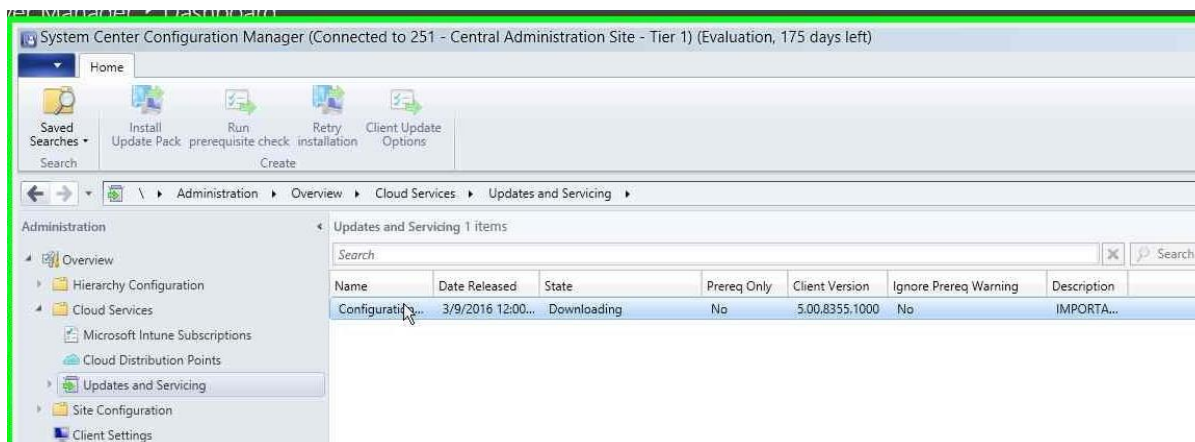 ver Manager • Dashboard
System Center Configuration Manager (Connected to 251 - Central Administration Site - Tier 1) (Evaluation, 175 days left)
Home
Saved Searches
Install Update Pack
Run prerequisite check
Retry installation
Client Update Options
Search
Create
\ Administration Overview Cloud Services Updates and Servicing
Administration
Updates and Servicing 1 items
Overview
Search
Search
Hierarchy Configuration
Name Date Released State Prereq Only Client Version Ignore Prereq Warning Description
Cloud Services
Configuration... 3/9/2016 12:00... Downloading No 5.00.8355.1000 No IMPORTA...
Microsoft Intune Subscriptions
Cloud Distribution Points
Updates and Servicing
Site Configuration
Client Settings